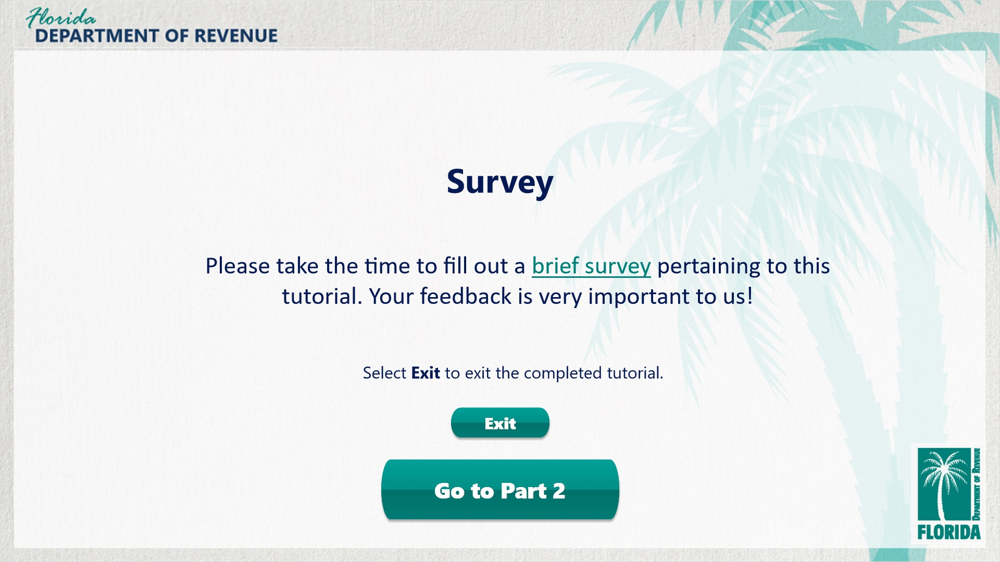 Florida
DEPARTMENT OF REVENUE
Survey
Please take the time to fill out a brief survey pertaining to this
tutorial. Your feedback is very important to us!
Select Exit to exit the completed tutorial.
Exit
Go to Part 2
DEPARTMENT OF REVENUE
FLORIDA